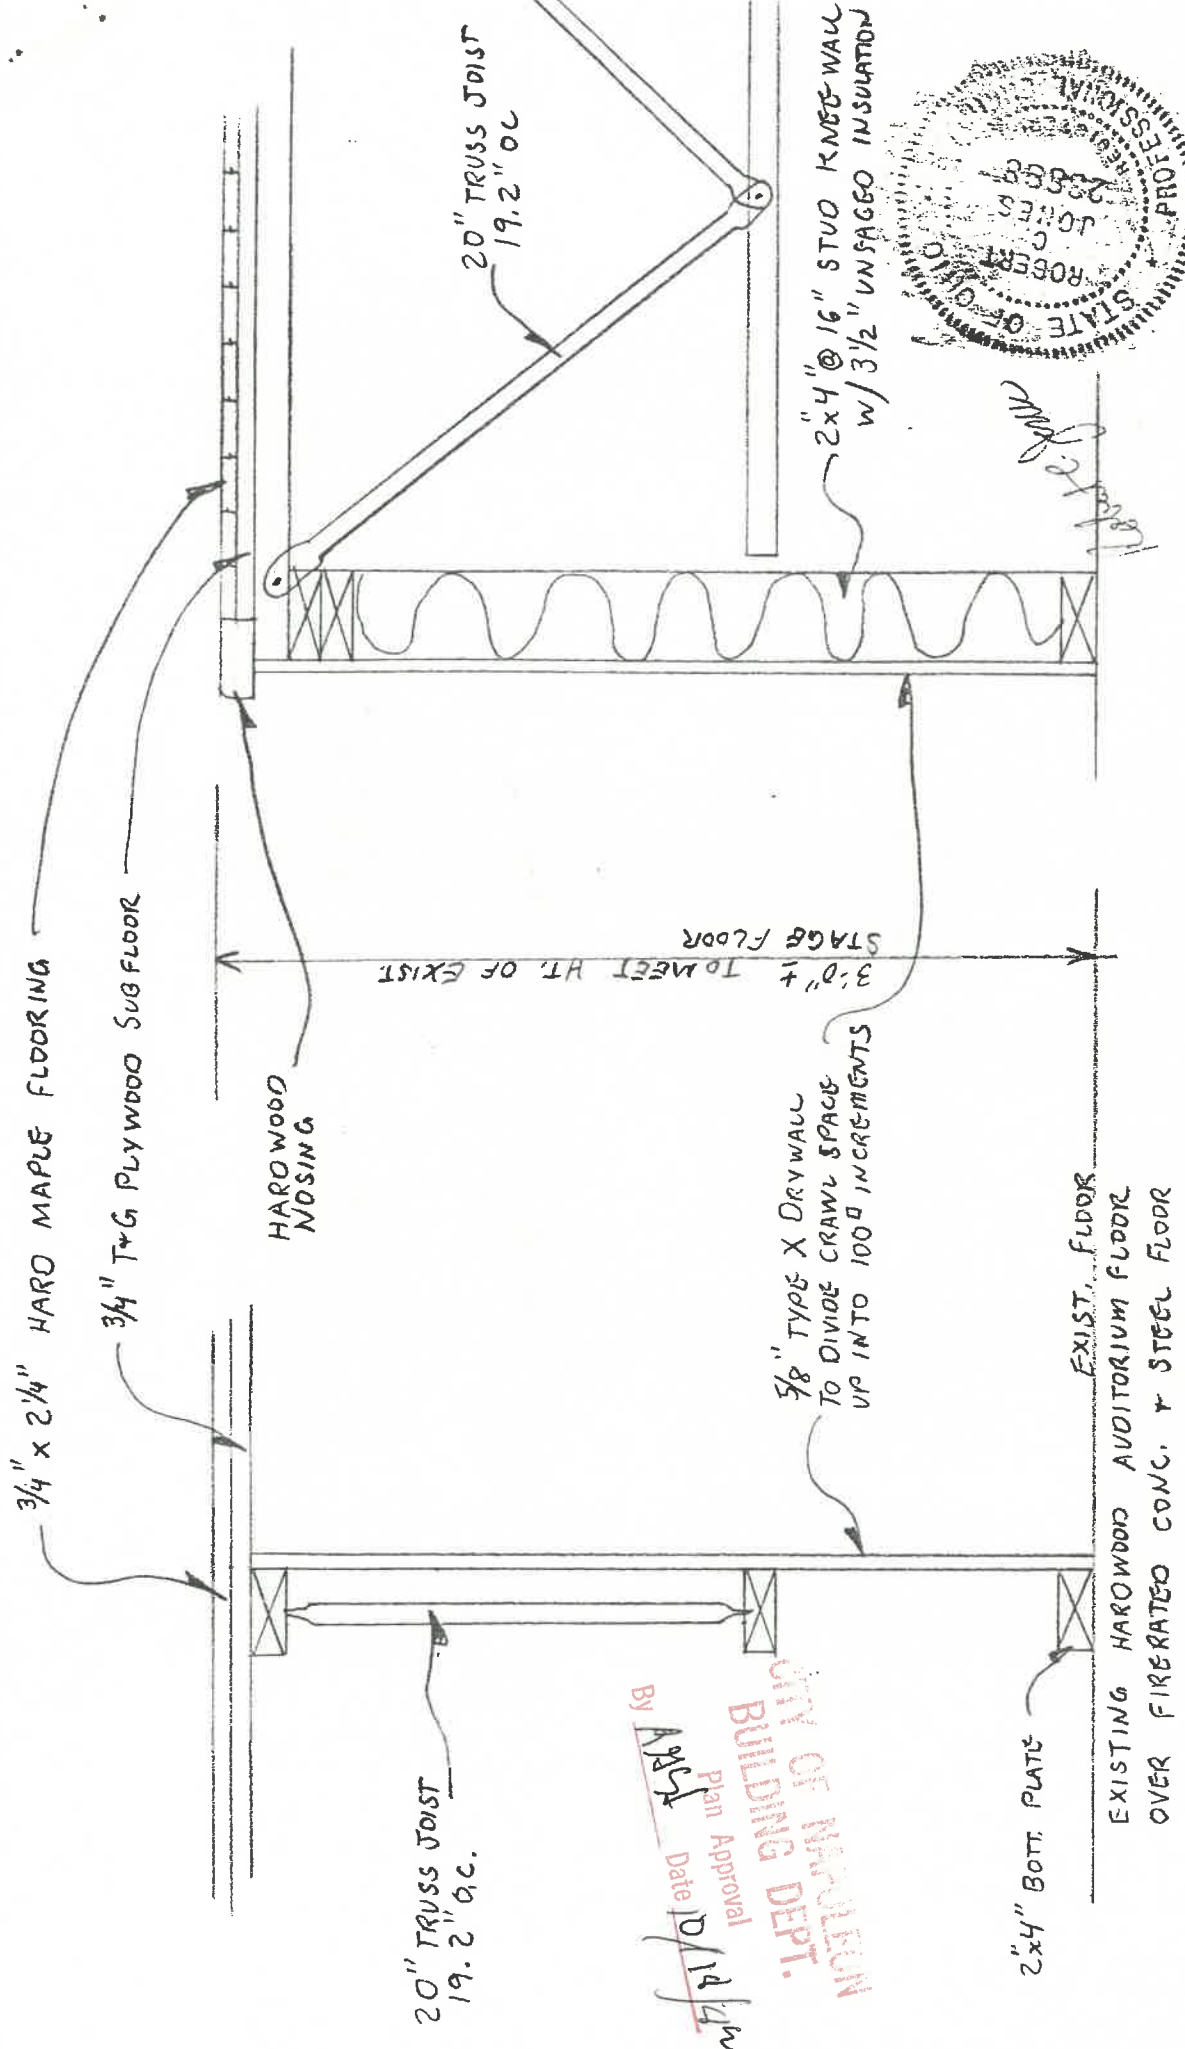 3/4" x 2 1/4" HARD MAPLE FLOORING
3/4" T+G PLYWOOD SUBFLOOR
HARDWOOD
NOSING
20" TRUSS JOIST
19.2" OC
2"x4" @ 16" STUD KNEE WALL
W/ 3 1/2" UNFAGED INSULATION
3'-0" ± TO MEET HT. OF EXIST
STAGE FLOOR
5/8" TYPE X DRYWALL
TO DIVIDE CRAWL SPACE
UP INTO 100□ INCREMENTS
20" TRUSS JOIST
19.2" O.C.
2"x4" BOTT. PLATE
EXIST. FLOOR
EXISTING HARDWOOD AUDITORIUM FLOOR
OVER FIRERATED CONC. + STEEL FLOOR
CITY OF NAPOLEON
BUILDING DEPT.
Plan Approval
By
Date
STATE OF OHIO
ROBERT
C
JONES
PROFESSIONAL